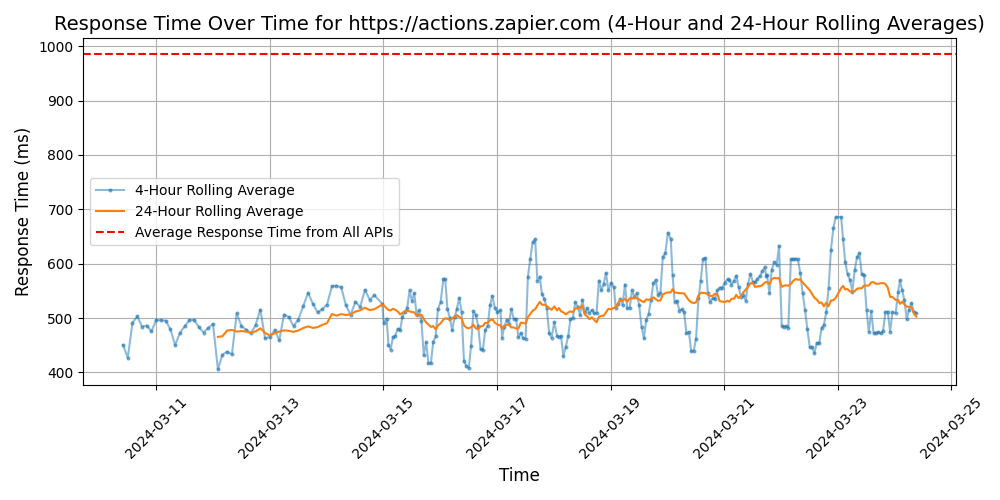 Response Time Over Time for https://actions.zapier.com (4-Hour and 24-Hour Rolling Averages)
Response Time (ms)
1000
900
800
700
600
500
400
4-Hour Rolling Average
24-Hour Rolling Average
Average Response Time from All APIs
2024-03-11
2024-03-13
2024-03-15
2024-03-17
2024-03-19
2024-03-21
2024-03-23
2024-03-25
Time